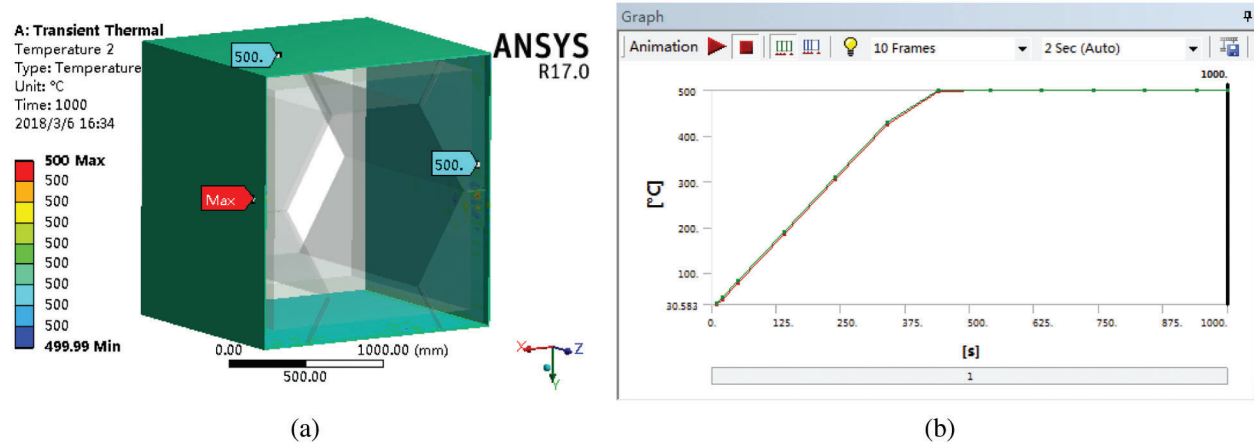 A: Transient Thermal
Temperature 2
Type: Temperature
Unit: °C
Time: 1000
2018/3/6 16:34
500 Max
500
500
500
500
500
500
500
499.99 Min
500.
500.
Max
ANSYS
R17.0
0.00 1000.00 (mm)
500.00
X Z
Y
(a)
Graph
Animation 10 Frames 2 Sec (Auto)
1000.
500
400.
300.
200.
100.
30.583
[°C]
0. 125. 250. 375. 500. 625. 750. 875. 1000.
[s]
1
(b)